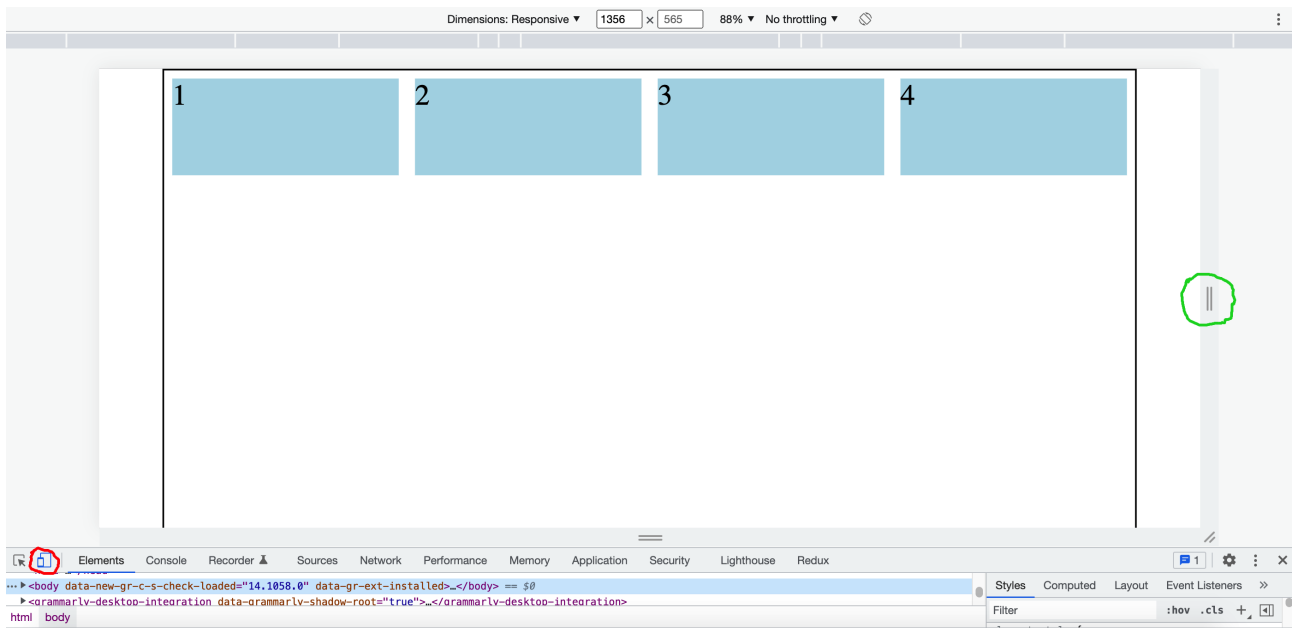 Dimensions: Responsive ▼ 1356 × 565 88% ▼ No throttling ▼
1 2 3 4
Elements Console Recorder Sources Network Performance Memory Application Security Lighthouse Redux 1
<body data-new-gr-c-s-check-loaded="14.1058.0" data-gr-ext-installed>…</body> == $0
<grammarly-desktop-integration data-grammarly-shadow-root="true">…</grammarly-desktop-integration>
html body
Styles Computed Layout Event Listeners »
Filter :hov .cls +